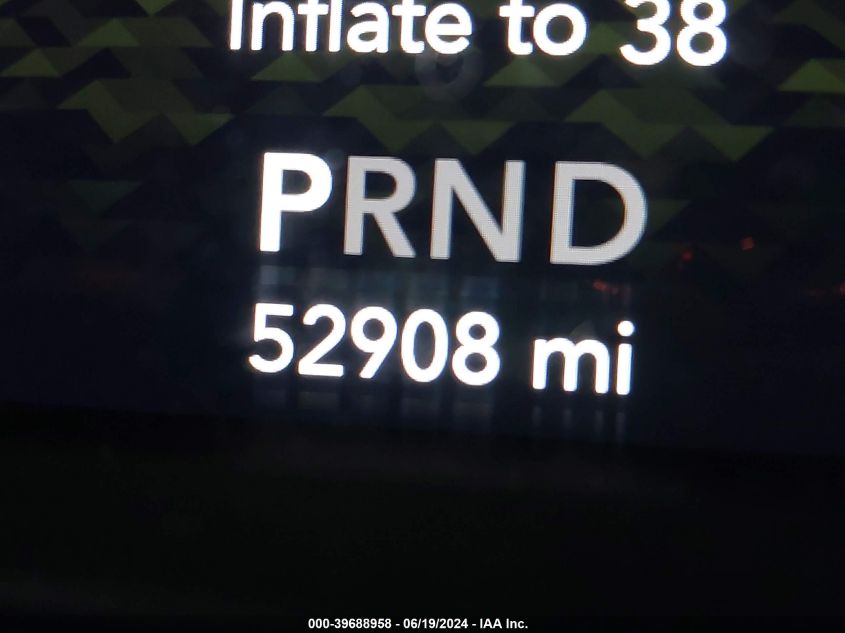 Inflate to 38
PRND
52908 mi
000-39688958 - 06/19/2024 - IAA Inc.